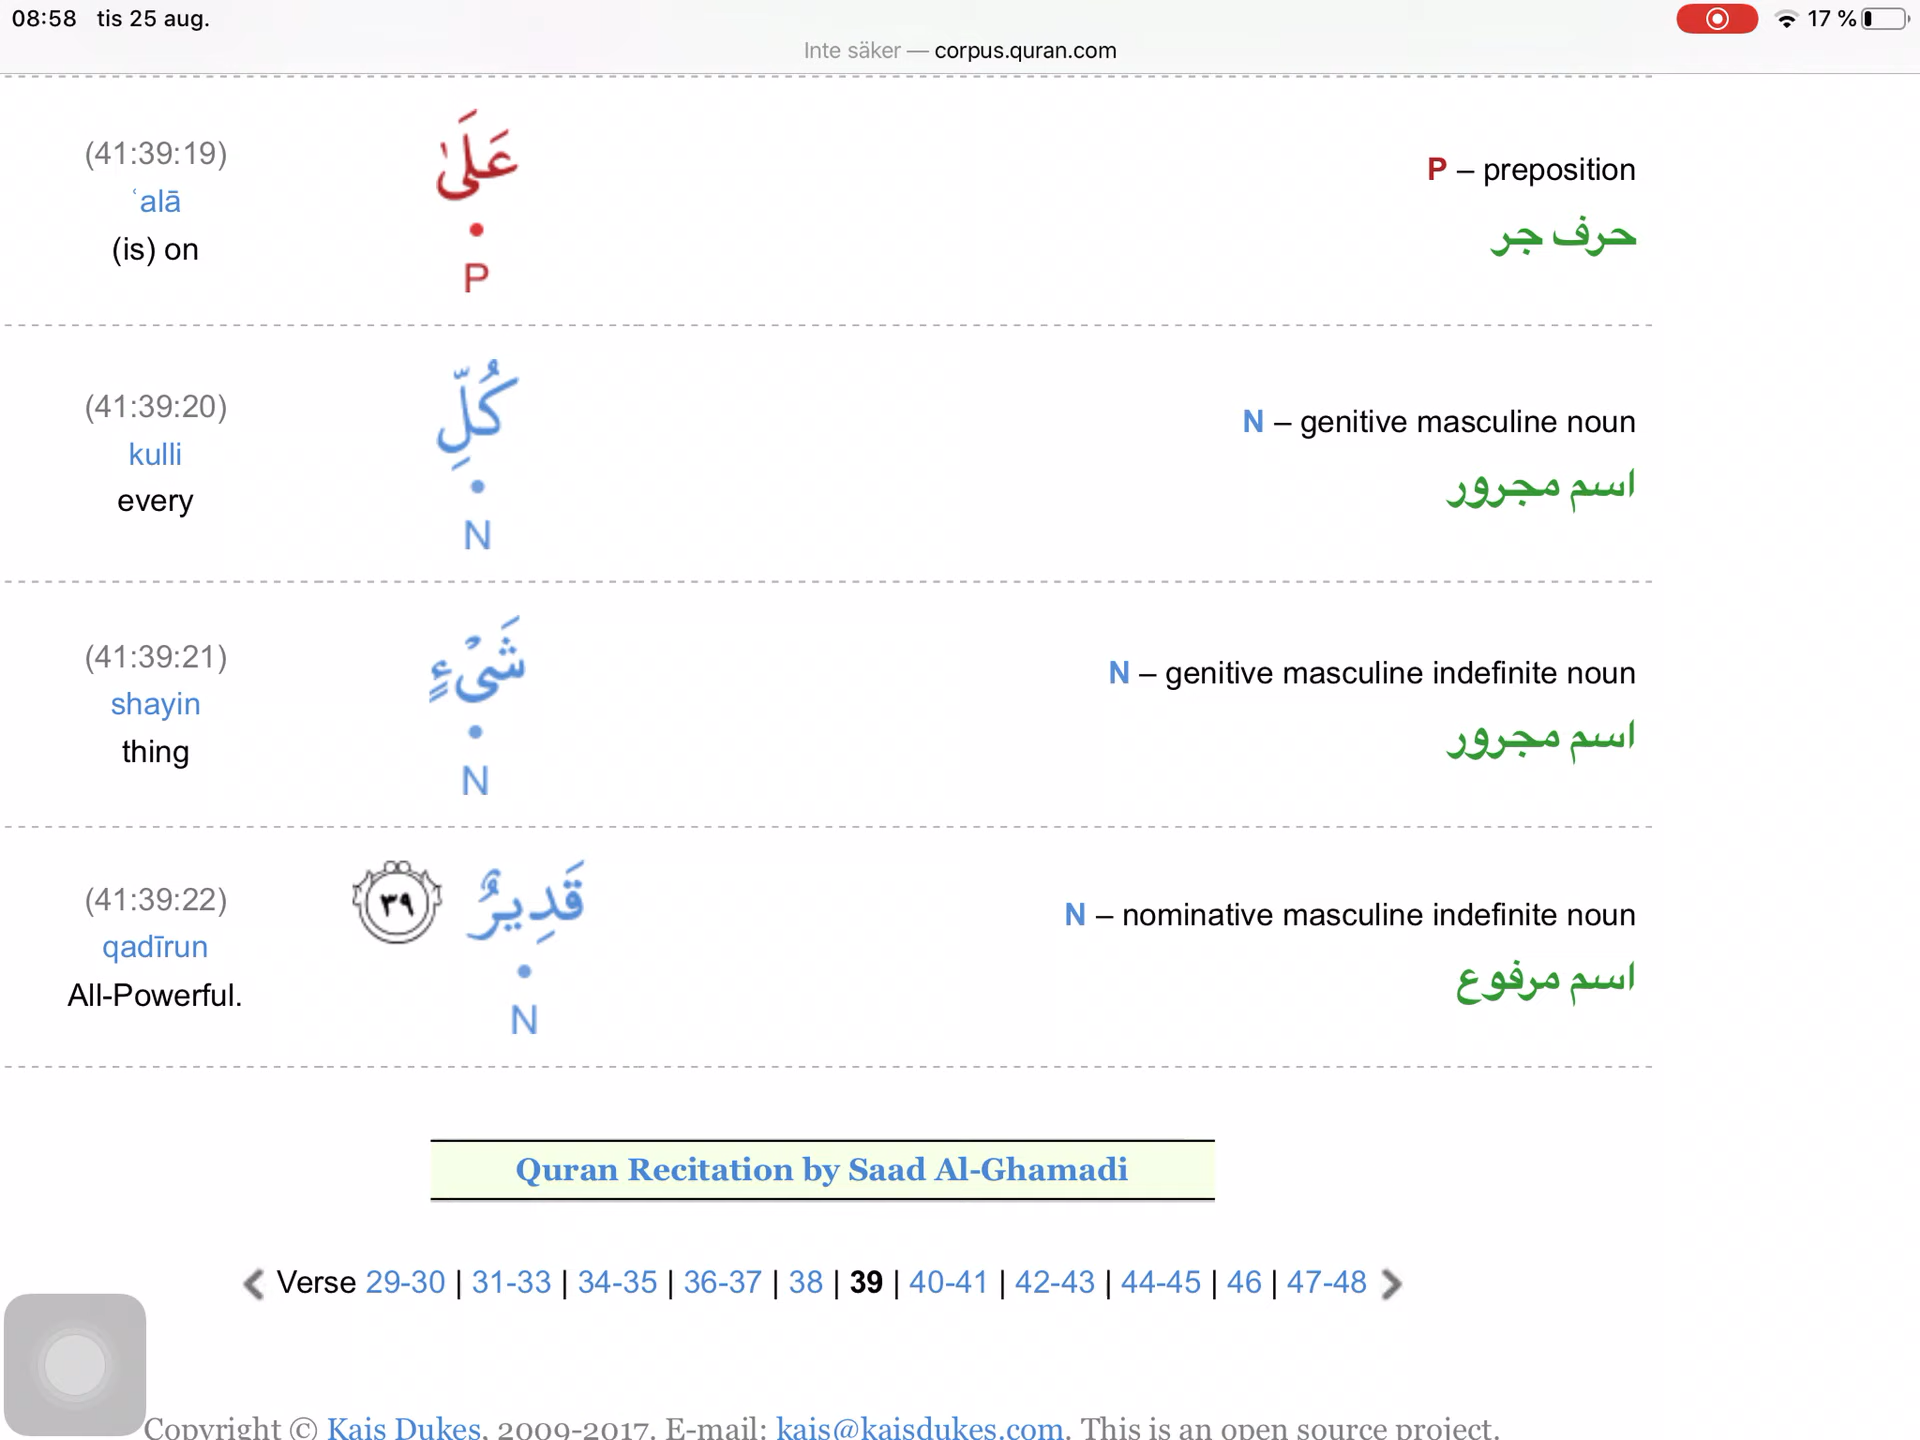 08:58 tis 25 aug.
17 %
Inte säker — corpus.quran.com
(41:39:19)
ʿalā
(is) on
عَلَىٰ
P
P – preposition
حرف جر
(41:39:20)
kulli
every
كُلِّ
N
N – genitive masculine noun
اسم مجرور
(41:39:21)
shayin
thing
شَىْءٍ
N
N – genitive masculine indefinite noun
اسم مجرور
(41:39:22)
qadīrun
All-Powerful.
قَدِيرٌ ٣٩
N
N – nominative masculine indefinite noun
اسم مرفوع
Quran Recitation by Saad Al-Ghamadi
Verse 29-30 | 31-33 | 34-35 | 36-37 | 38 | 39 | 40-41 | 42-43 | 44-45 | 46 | 47-48
Copyright © Kais Dukes, 2009-2017. E-mail: kais@kaisdukes.com. This is an open source project.